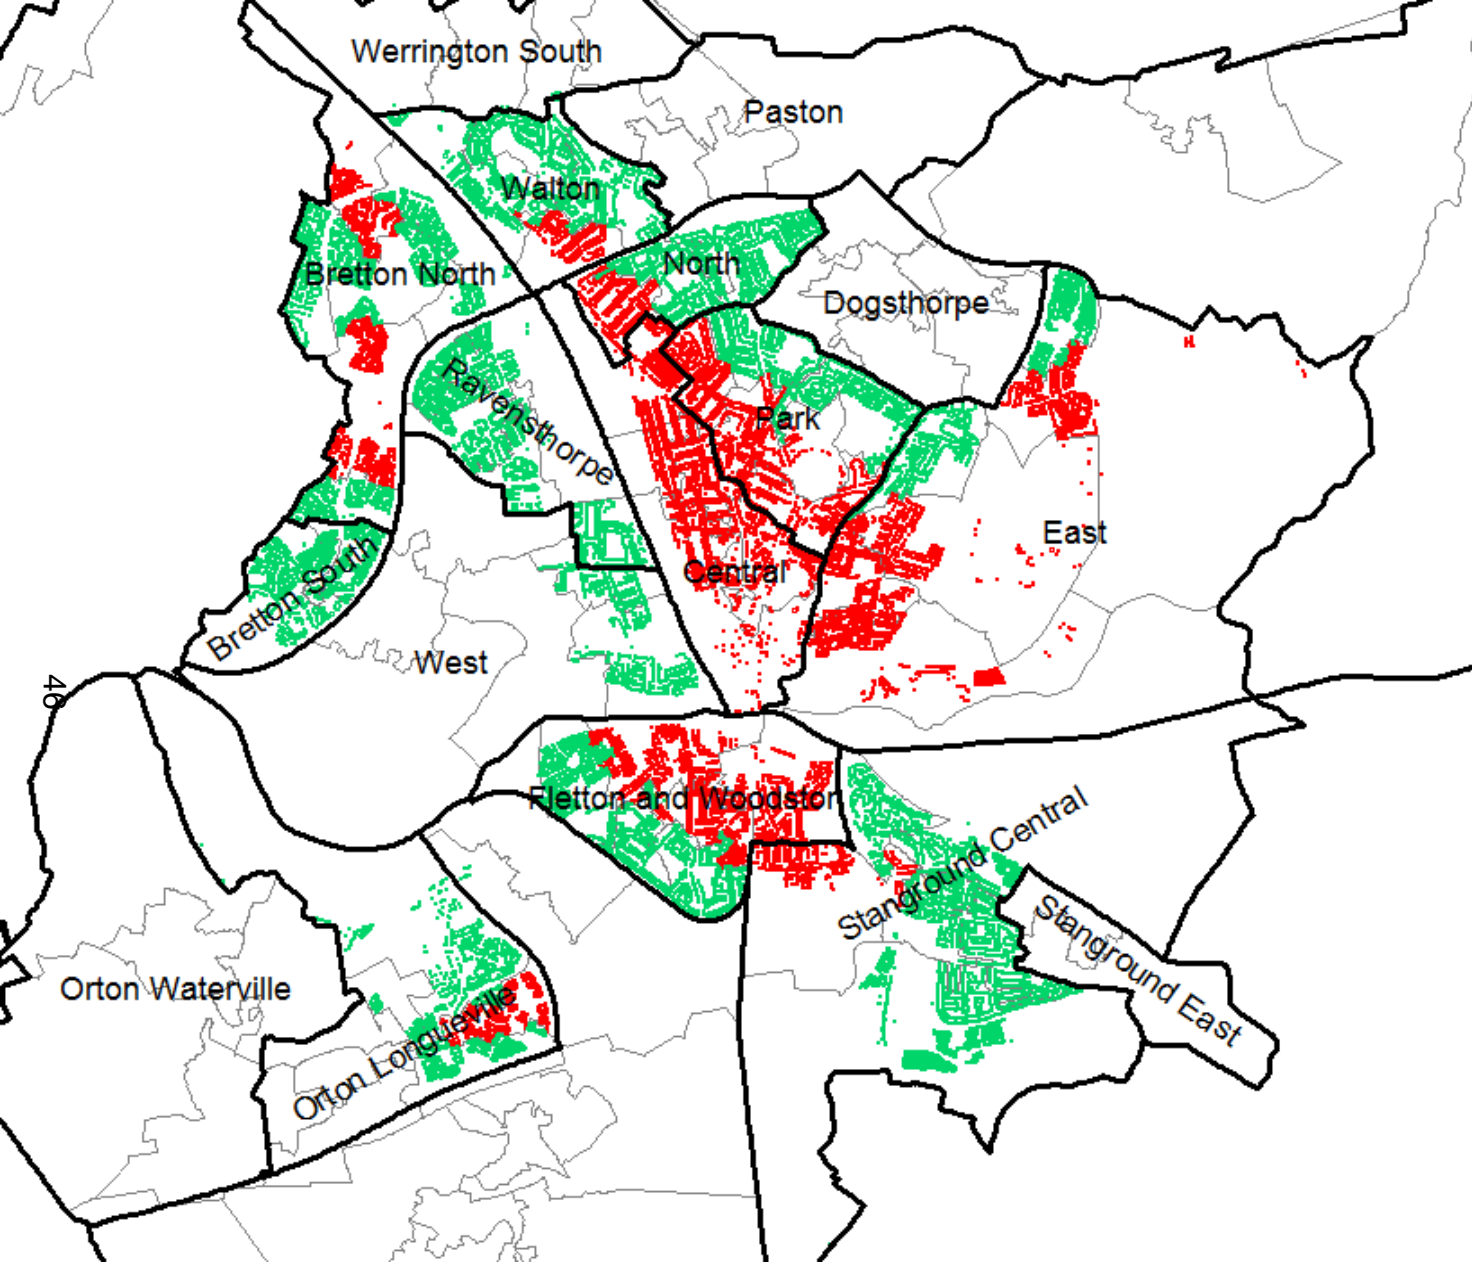 Werrington South
Paston
Walton
North
Bretton North
Dogsthorpe
Ravensthorpe
Park
East
Central
Bretton South
West
46
Fletton and Woodston
Stanground Central
Stanground East
Orton Waterville
Orton Longueville